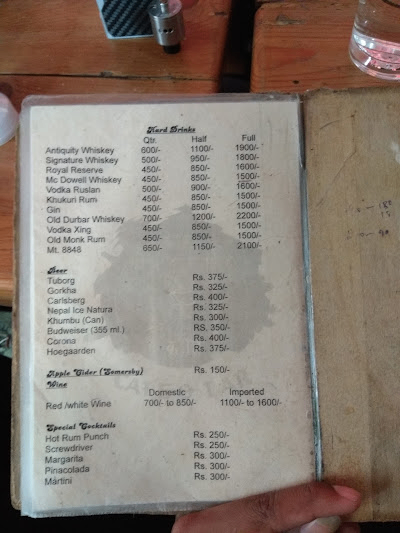 Hard Drinks
Qtr Half Full
Antiquity Whiskey 600/- 1100/- 1900/-
Signature Whiskey 500/- 950/- 1800/-
Royal Reserve 450/- 850/- 1600/-
Mc Dowell Whiskey 450/- 850/- 1500/-
Vodka Ruslan 500/- 900/- 1600/-
Khukuri Rum 450/- 850/- 1500/-
Gin 450/- 850/- 1500/-
Old Durbar Whiskey 700/- 1200/- 2200/-
Vodka Xing 450/- 850/- 1500/-
Old Monk Rum 450/- 850/- 1500/-
Mt. 8848 650/- 1150/- 2100/-
Beer
Tuborg Rs. 375/-
Gorkha Rs. 325/-
Carlsberg Rs. 400/-
Nepal Ice Natura Rs. 325/-
Khumbu (Can) Rs. 300/-
Budweiser (355 ml.) RS. 350/-
Corona Rs. 400/-
Hoegaarden Rs. 375/-
Apple Cider (Somersby) Rs. 150/-
Wine
Domestic Imported
Red /white Wine 700/- to 850/- 1100/- to 1600/-
Special Cocktails
Hot Rum Punch Rs. 250/-
Screwdriver Rs. 250/-
Margarita Rs. 300/-
Pinacolada Rs. 300/-
Martini Rs. 300/-